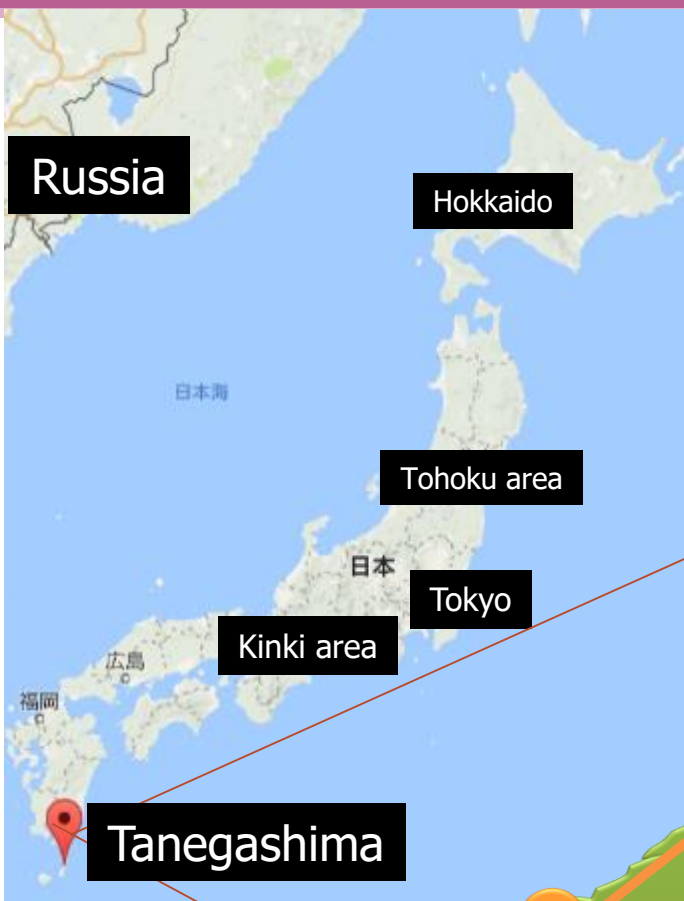 Russia
Hokkaido
日本海
Tohoku area
日本
Tokyo
Kinki area
広島
福岡
Tanegashima